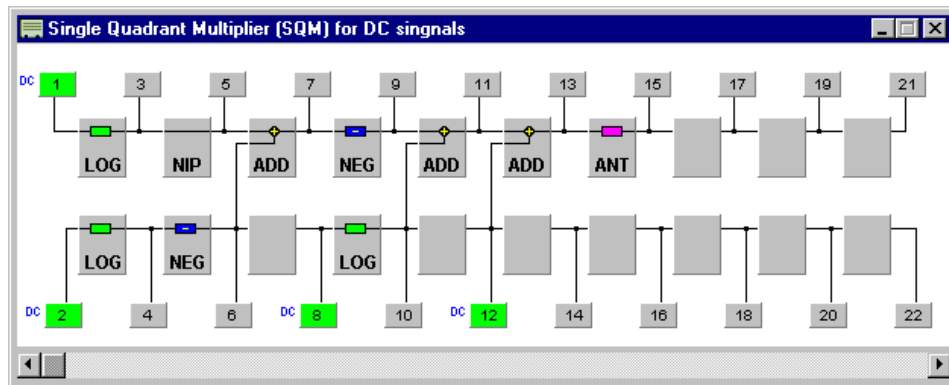 Single Quadrant Multiplier (SQM) for DC singnals
DC 1 3 5 7 9 11 13 15 17 19 21
LOG NIP ADD NEG ADD ADD ANT
LOG NEG LOG
DC 2 4 6 DC 8 10 DC 12 14 16 18 20 22